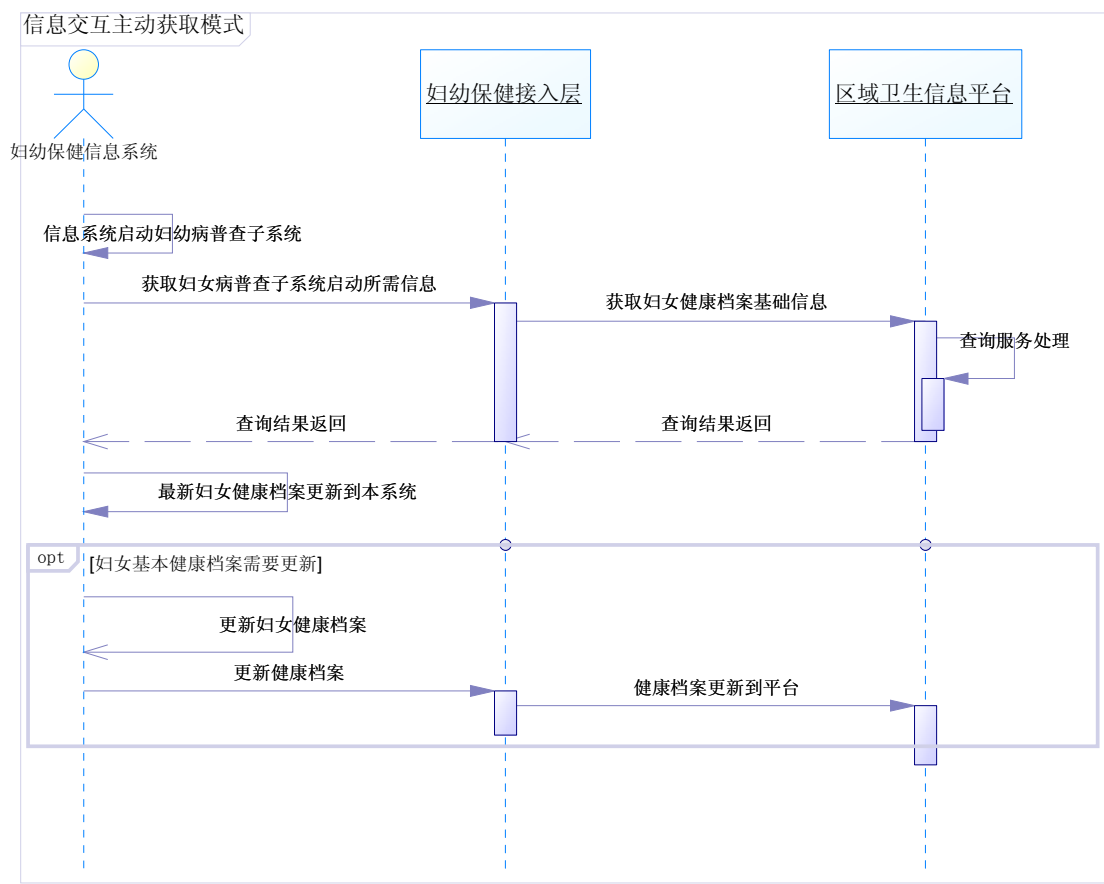 信息交互主动获取模式
妇幼保健信息系统
妇幼保健接入层
区域卫生信息平台
信息系统启动妇幼病普查子系统
获取妇女病普查子系统启动所需信息
获取妇女健康档案基础信息
查询服务处理
查询结果返回
查询结果返回
最新妇女健康档案更新到本系统
opt
[妇女基本健康档案需要更新]
更新妇女健康档案
更新健康档案
健康档案更新到平台